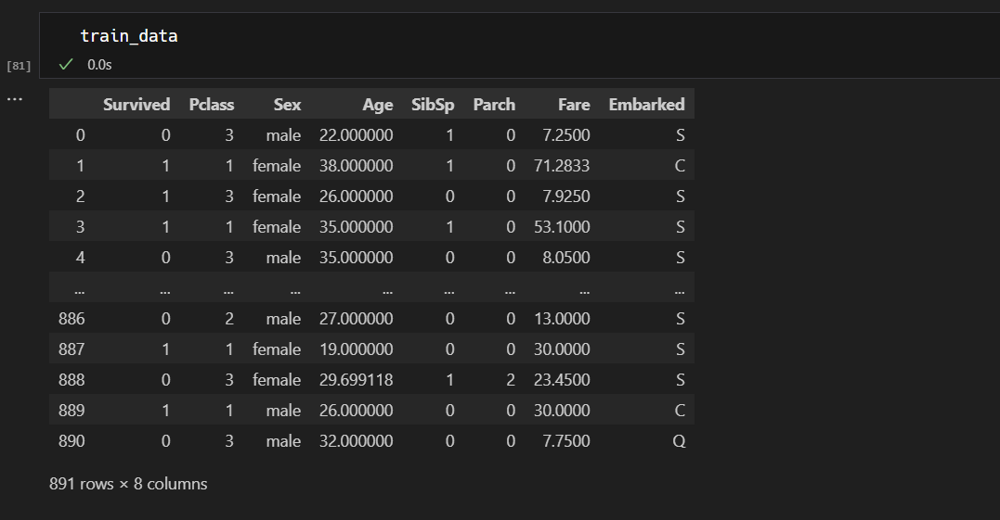 train_data
[81] 0.0s
...
Survived Pclass Sex Age SibSp Parch Fare Embarked
0 0 3 male 22.000000 1 0 7.2500 S
1 1 1 female 38.000000 1 0 71.2833 C
2 1 3 female 26.000000 0 0 7.9250 S
3 1 1 female 35.000000 1 0 53.1000 S
4 0 3 male 35.000000 0 0 8.0500 S
... ... ... ... ... ... ... ... ...
886 0 2 male 27.000000 0 0 13.0000 S
887 1 1 female 19.000000 0 0 30.0000 S
888 0 3 female 29.699118 1 2 23.4500 S
889 1 1 male 26.000000 0 0 30.0000 C
890 0 3 male 32.000000 0 0 7.7500 Q
891 rows × 8 columns